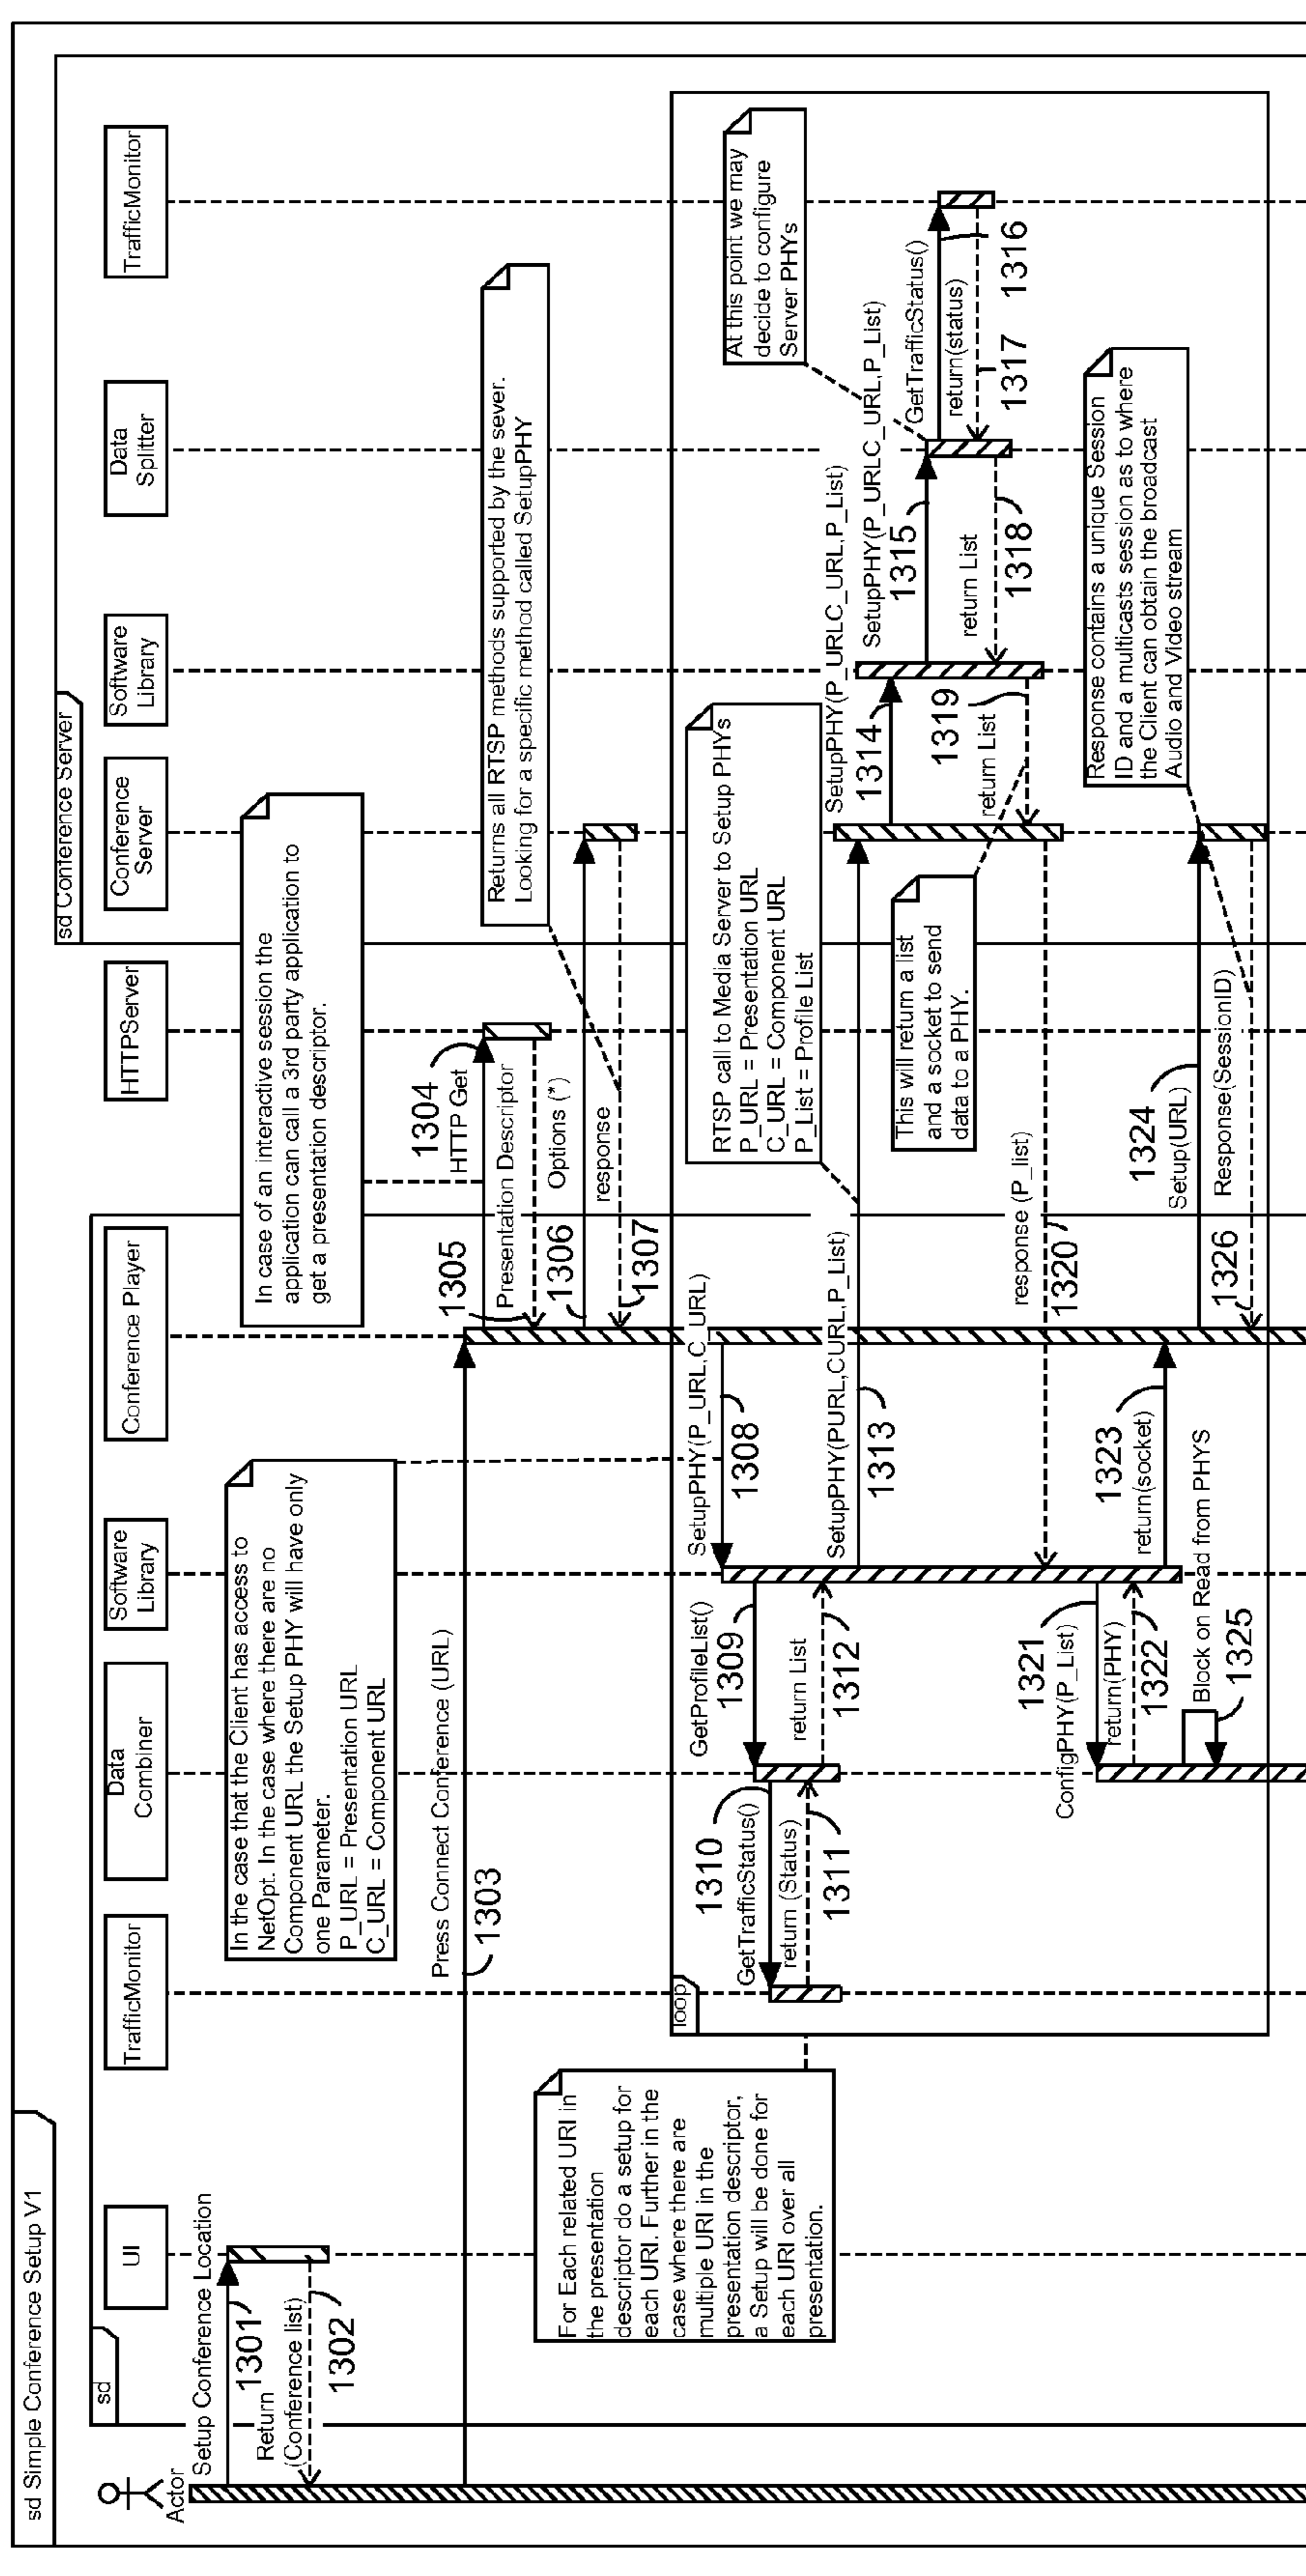 sd Simple Conference Setup V1
sd Conference Server
sd
Actor
UI
TrafficMonitor
Data
Combiner
Software
Library
Conference Player
HTTPServer
Conference
Server
Software
Library
Data
Splitter
TrafficMonitor
Setup Conference Location
1301
Return
(Conference list)
1302
In the case that the Client has access to
NetOpt. In the case where there are no
Component URL the Setup PHY will have only
one Parameter.
P_URL = Presentation URL
C_URL = Component URL
In case of an interactive session the
application can call a 3rd party application to
get a presentation descriptor.
Press Connect Conference (URL)
1303
1304
HTTP Get
1305
Presentation Descriptor
Returns all RTSP methods supported by the sever.
Looking for a specific method called SetupPHY
1306
Options (*)
response
1307
For Each related URI in
the presentation
descriptor do a setup for
each URI. Further in the
case where there are
multiple URI in the
presentation descriptor,
a Setup will be done for
each URI over all
presentation.
loop
SetupPHY(P_URL,C_URL)
1308
GetProfileList()
1309
GetTrafficStatus()
1310
return (Status)
1311
return List
1312
RTSP call to Media Server to Setup PHYs
P_URL = Presentation URL
C_URL = Component URL
P_List = Profile List
SetupPHY(PURL,CURL,P_List)
1313
SetupPHY(P_URLC_URL,P_List)
1314
SetupPHY(P_URLC_URL,P_List)
1315
At this point we may
decide to configure
Server PHYs
GetTrafficStatus()
1316
return(status)
1317
return List
1318
return List
1319
This will return a list
and a socket to send
data to a PHY.
response (P_list)
1320
ConfigPHY(P_List)
1321
return(PHY)
1322
return(socket)
1323
Block on Read from PHYS
1325
1324
Setup(URL)
Response(SessionID)
1326
Response contains a unique Session
ID and a multicasts session as to where
the Client can obtain the broadcast
Audio and Video stream